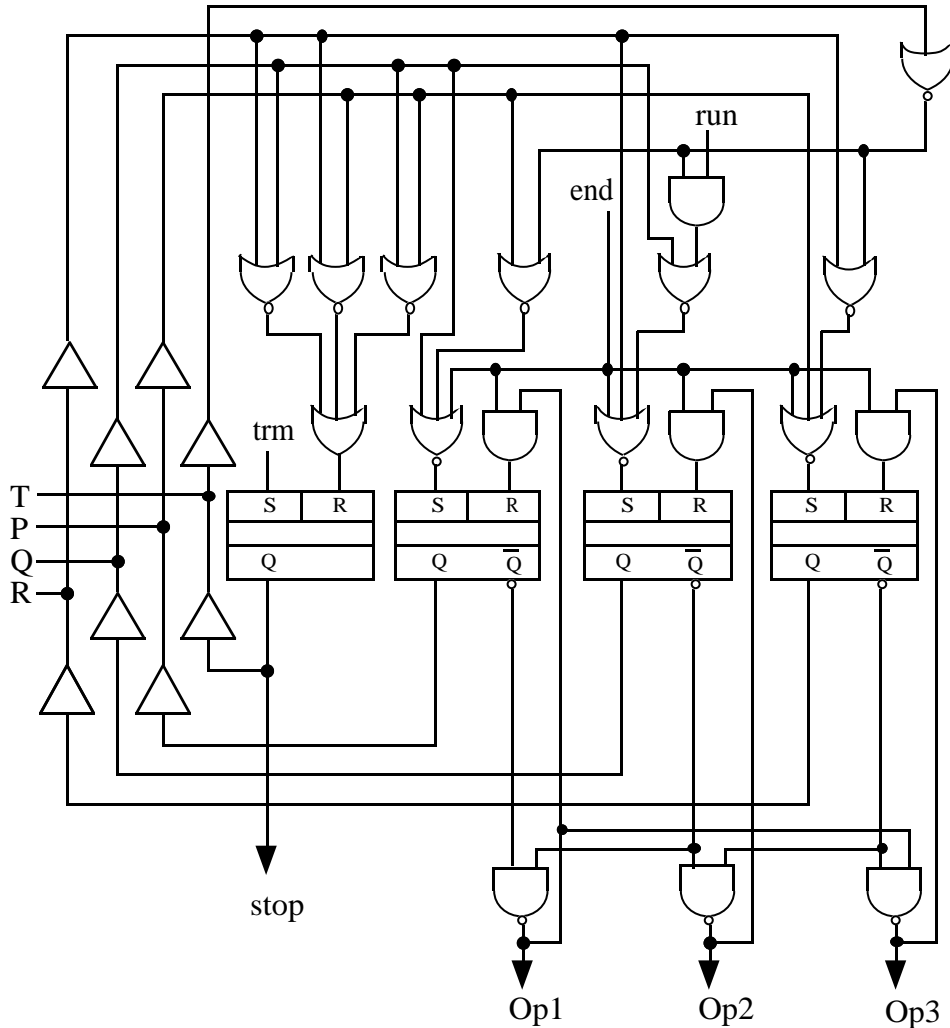 run
end
trm
T
P
Q
R
S R
S R
S R
S R
Q
Q Q̅
Q Q̅
Q Q̅
stop
Op1
Op2
Op3